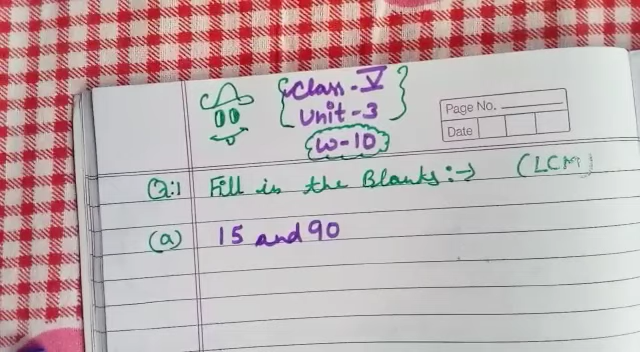 Class-V
Unit-3
W-10
Page No.
Date
Q:1 Fill in the Blanks:→ (LCM)
(a) 15 and 90